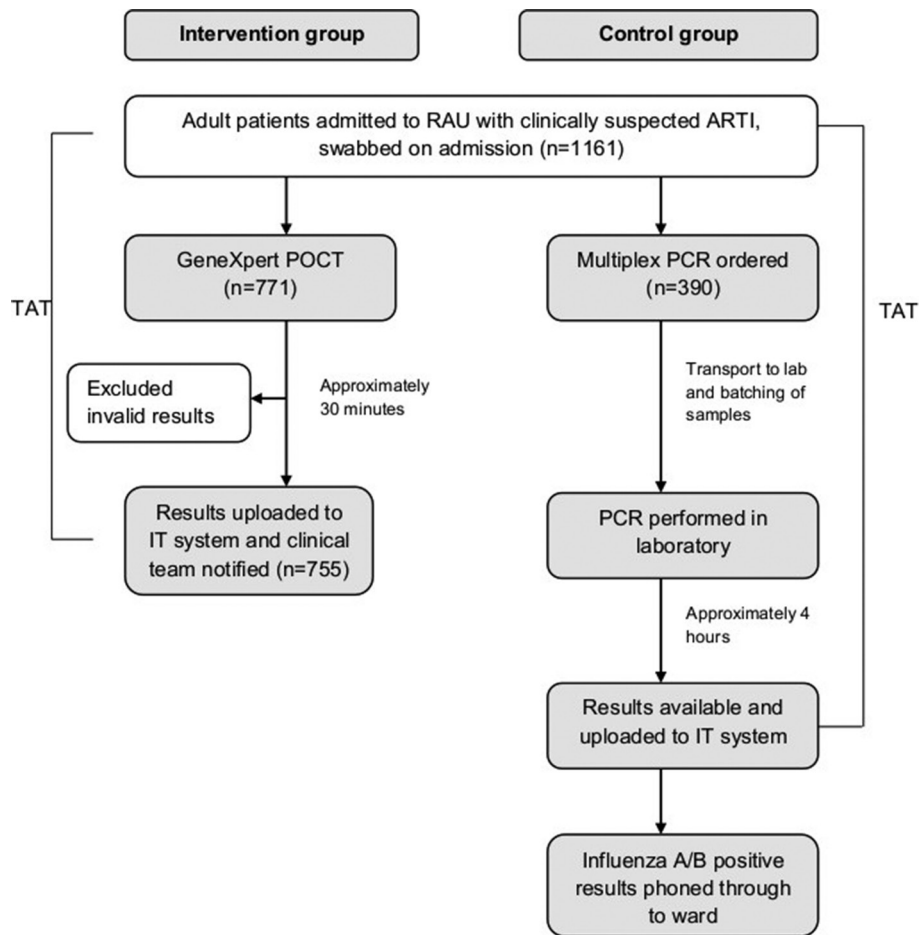 Intervention group
Control group
Adult patients admitted to RAU with clinically suspected ARTI,
swabbed on admission (n=1161)
TAT
TAT
GeneXpert POCT
(n=771)
Multiplex PCR ordered
(n=390)
Excluded
invalid results
Approximately
30 minutes
Transport to lab
and batching of
samples
Results uploaded to
IT system and clinical
team notified (n=755)
PCR performed in
laboratory
Approximately 4
hours
Results available and
uploaded to IT system
Influenza A/B positive
results phoned through
to ward